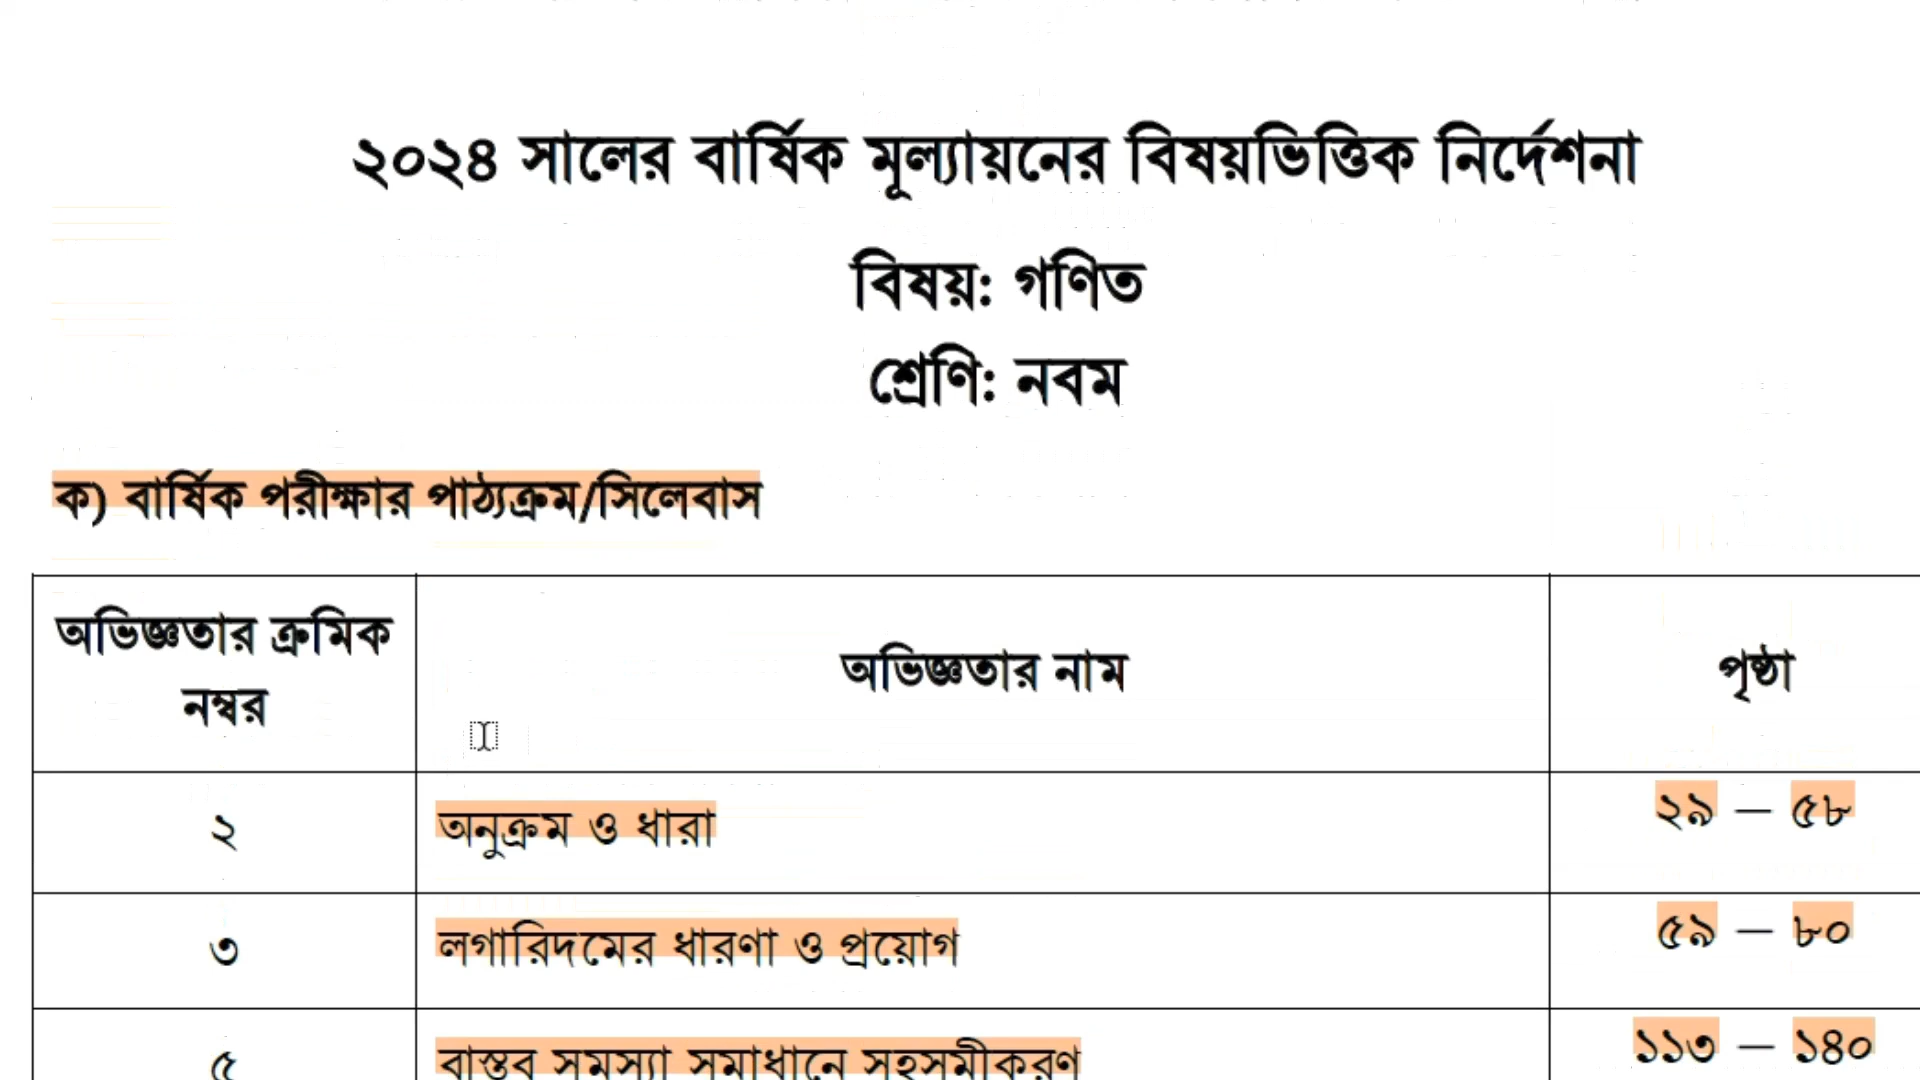 ২০২৪ সালের বার্ষিক মূল্যায়নের বিষয়ভিত্তিক নির্দেশনা
বিষয়: গণিত
শ্রেণি: নবম
ক) বার্ষিক পরীক্ষার পাঠ্যক্রম/সিলেবাস
অভিজ্ঞতার ক্রমিক নম্বর
অভিজ্ঞতার নাম
পৃষ্ঠা
২ অনুক্রম ও ধারা ২৯ – ৫৮
৩ লগারিদমের ধারণা ও প্রয়োগ ৫৯ – ৮০
৫ বাস্তব সমস্যা সমাধানে সহসমীকরণ ১১৩ – ১৪০